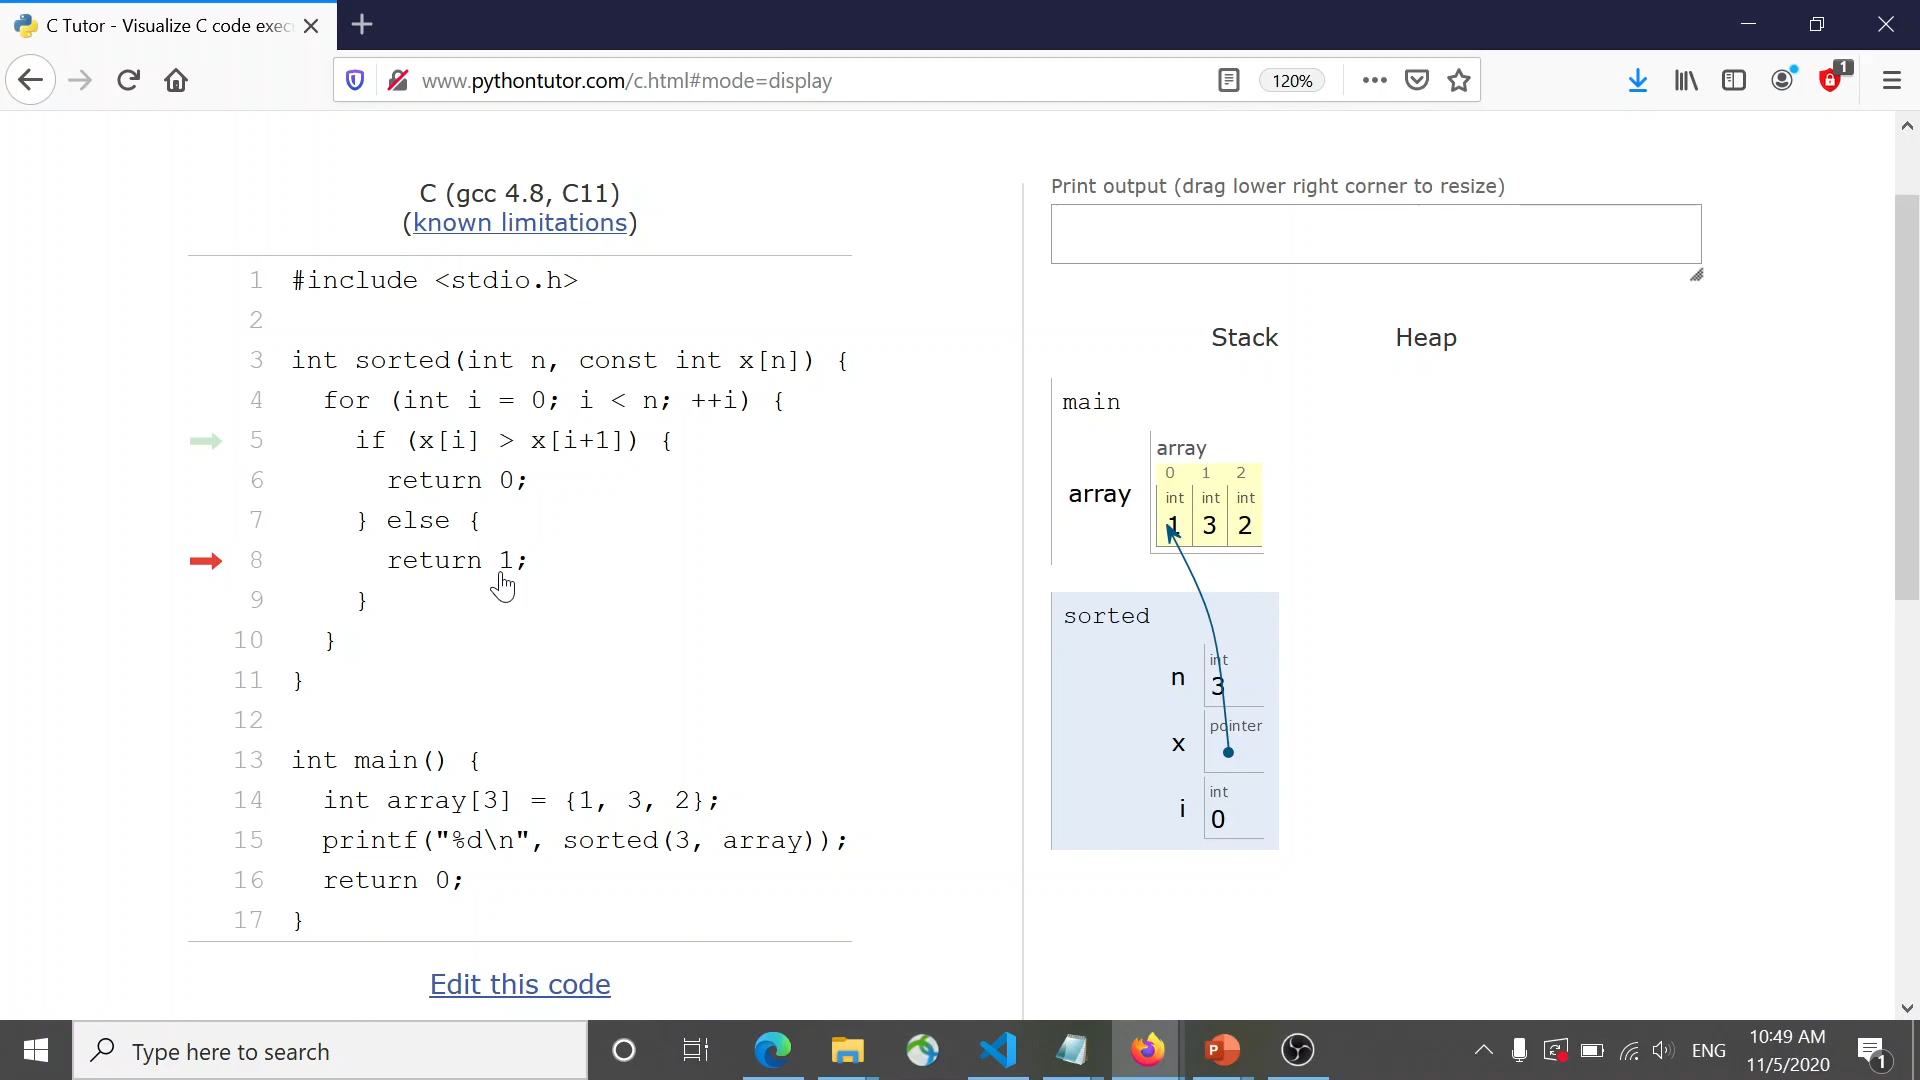 C Tutor - Visualize C code exec
www.pythontutor.com/c.html#mode=display
120%
1
C (gcc 4.8, C11)
(known limitations)
1 #include <stdio.h>
2
3 int sorted(int n, const int x[n]) {
4 for (int i = 0; i < n; ++i) {
5 if (x[i] > x[i+1]) {
6 return 0;
7 } else {
8 return 1;
9 }
10 }
11 }
12
13 int main() {
14 int array[3] = {1, 3, 2};
15 printf("%d\n", sorted(3, array));
16 return 0;
17 }
Edit this code
Print output (drag lower right corner to resize)
Stack Heap
main
array
0 1 2
int int int
array 1 3 2
sorted
int
n 3
pointer
x
int
i 0
Type here to search
ENG
10:49 AM
11/5/2020
1